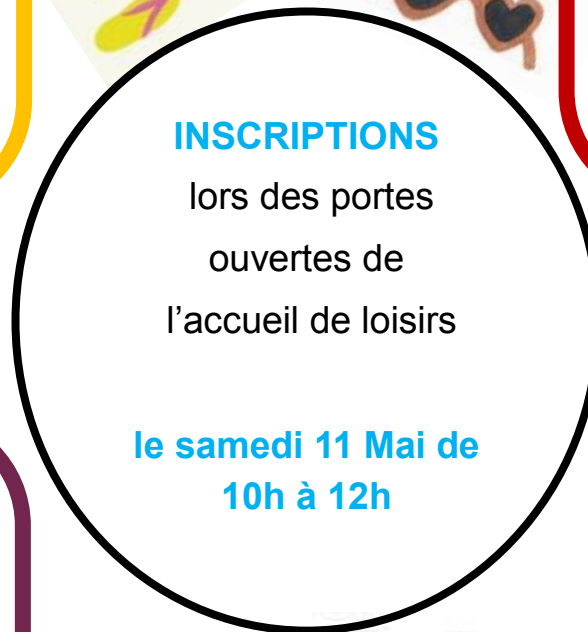 INSCRIPTIONS
lors des portes
ouvertes de
l’accueil de loisirs
le samedi 11 Mai de
10h à 12h